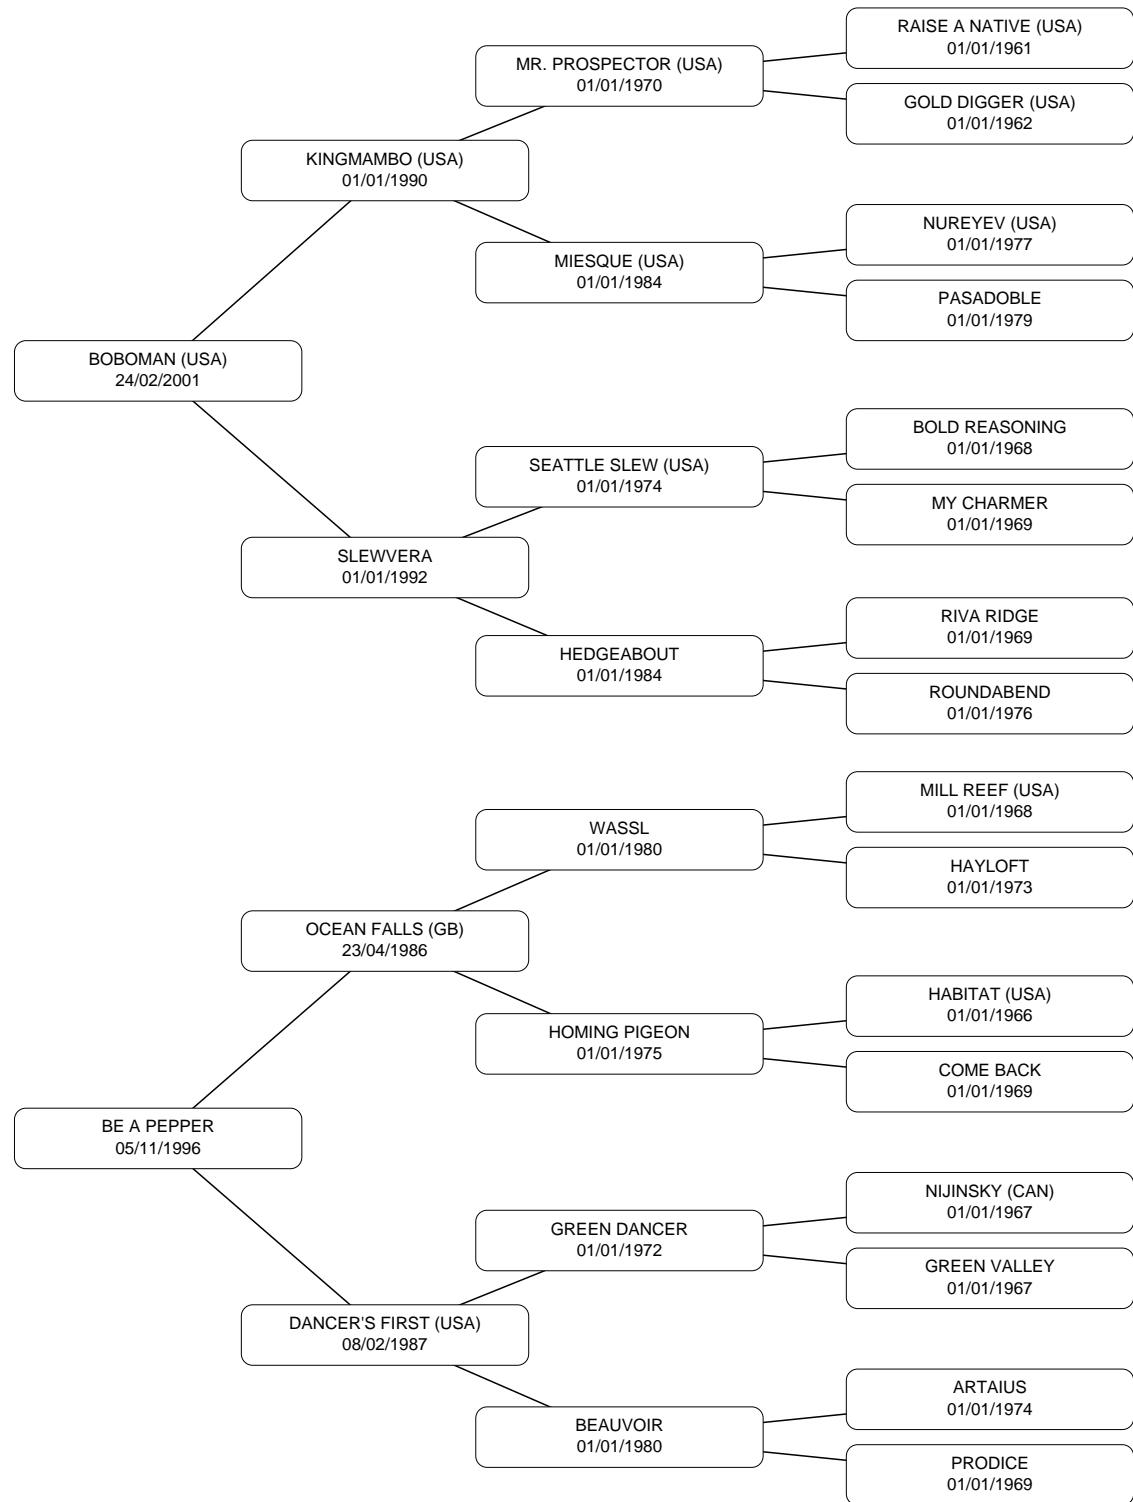 RAISE A NATIVE (USA)
01/01/1961
MR. PROSPECTOR (USA)
01/01/1970
GOLD DIGGER (USA)
01/01/1962
KINGMAMBO (USA)
01/01/1990
NUREYEV (USA)
01/01/1977
MIESQUE (USA)
01/01/1984
PASADOBLE
01/01/1979
BOBOMAN (USA)
24/02/2001
BOLD REASONING
01/01/1968
SEATTLE SLEW (USA)
01/01/1974
MY CHARMER
01/01/1969
SLEWVERA
01/01/1992
RIVA RIDGE
01/01/1969
HEDGEABOUT
01/01/1984
ROUNDABEND
01/01/1976
MILL REEF (USA)
01/01/1968
WASSL
01/01/1980
HAYLOFT
01/01/1973
OCEAN FALLS (GB)
23/04/1986
HABITAT (USA)
01/01/1966
HOMING PIGEON
01/01/1975
COME BACK
01/01/1969
BE A PEPPER
05/11/1996
NIJINSKY (CAN)
01/01/1967
GREEN DANCER
01/01/1972
GREEN VALLEY
01/01/1967
DANCER'S FIRST (USA)
08/02/1987
ARTAIUS
01/01/1974
BEAUVOIR
01/01/1980
PRODICE
01/01/1969